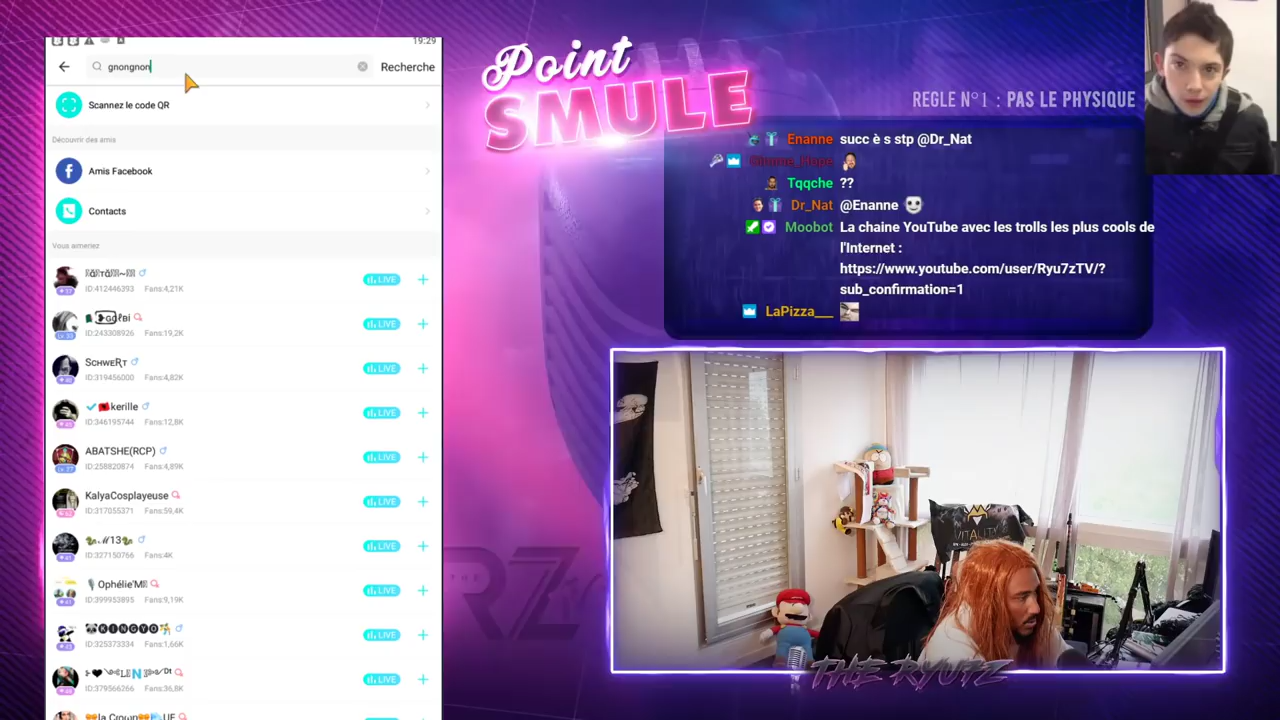 19:29
gnongnon
Recherche
Scannez le code QR
Découvrir des amis
Amis Facebook
Contacts
Vous aimeriez
LIVE
ID:412446393 Fans:4,21K
LIVE
ID:243308926 Fans:19,2K
SᴄʜᴡᴇƦᴛ
LIVE
ID:319456000 Fans:4,82K
kerille
LIVE
ID:346195744 Fans:12,8K
ABATSHE(RCP)
LIVE
ID:258820874 Fans:4,89K
KalyaCosplayeuse
LIVE
ID:317055371 Fans:59,4K
ℳ13
LIVE
ID:327150766 Fans:4K
LIVE
ID:399953895 Fans:9,19K
🅚🅘🅝🅖🅨🅞
LIVE
ID:325373334 Fans:1,66K
LIVE
ID:379566266 Fans:36,8K
Point
SMULE
REGLE N°1 : PAS LE PHYSIQUE
Enanne succ è s stp @Dr_Nat
Tqqche ??
Dr_Nat @Enanne
Moobot La chaine YouTube avec les trolls les plus cools de
l'Internet :
https://www.youtube.com/user/Ryu7zTV/?
sub_confirmation=1
LaPizza___
VITALITY
THE RYU7Z